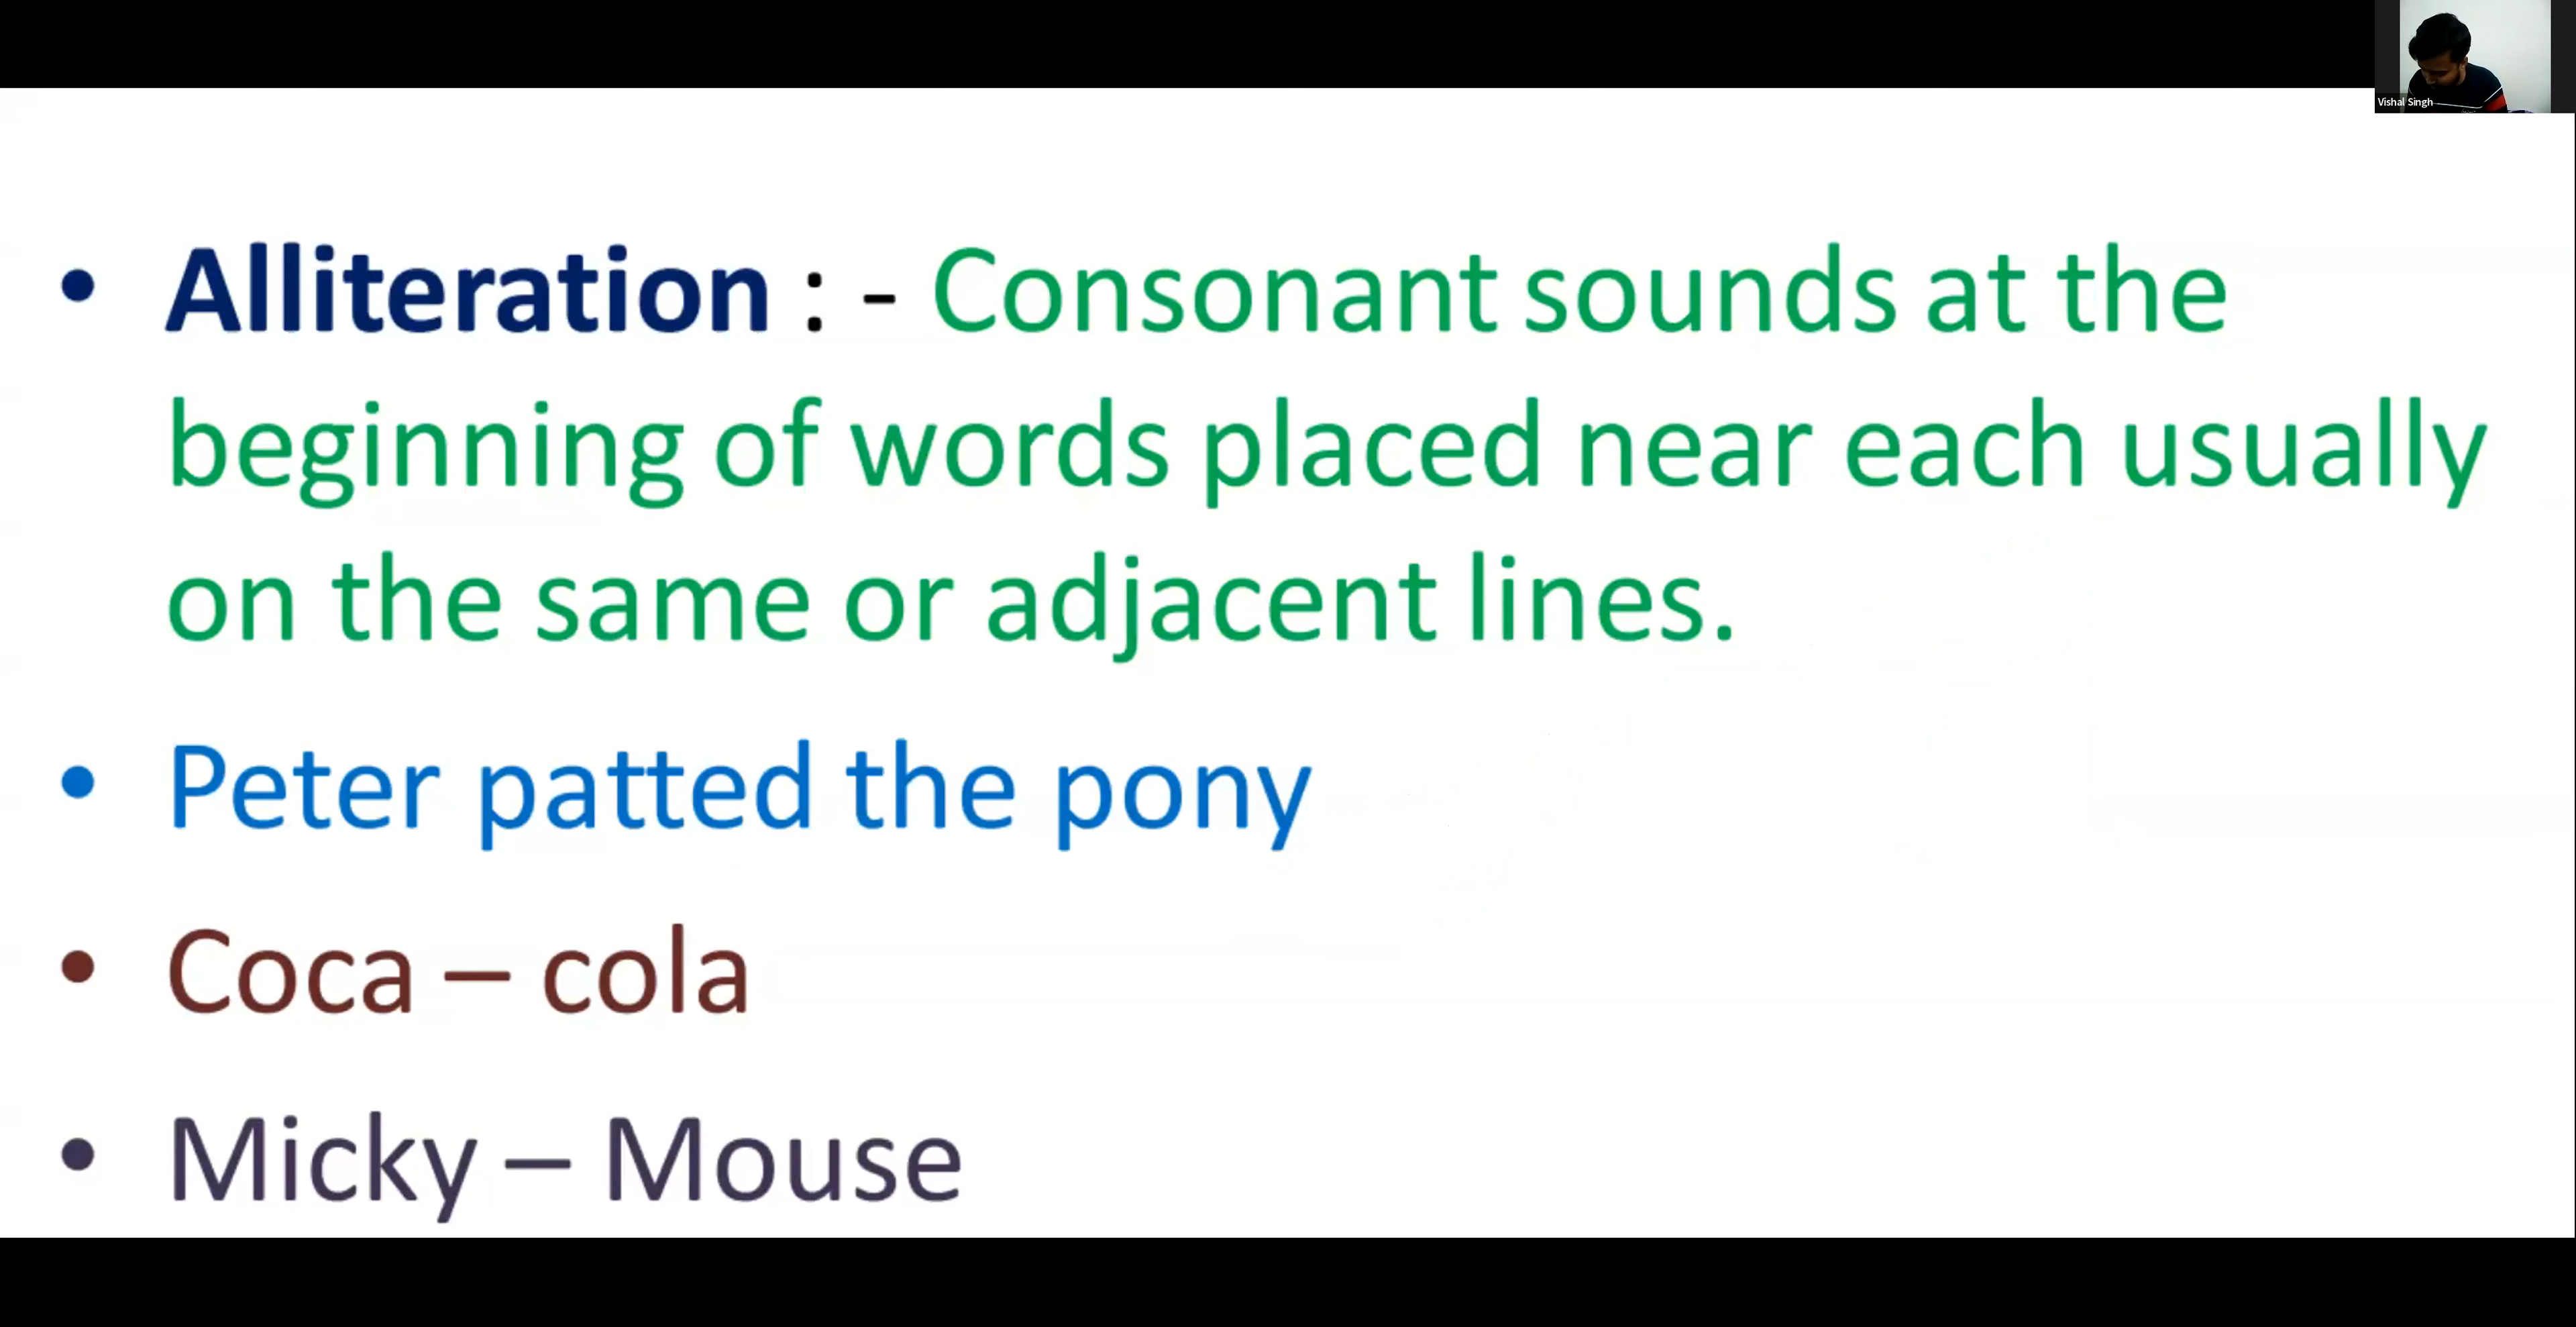 Vishal Singh
• Alliteration : - Consonant sounds at the
beginning of words placed near each usually
on the same or adjacent lines.
• Peter patted the pony
• Coca – cola
• Micky – Mouse